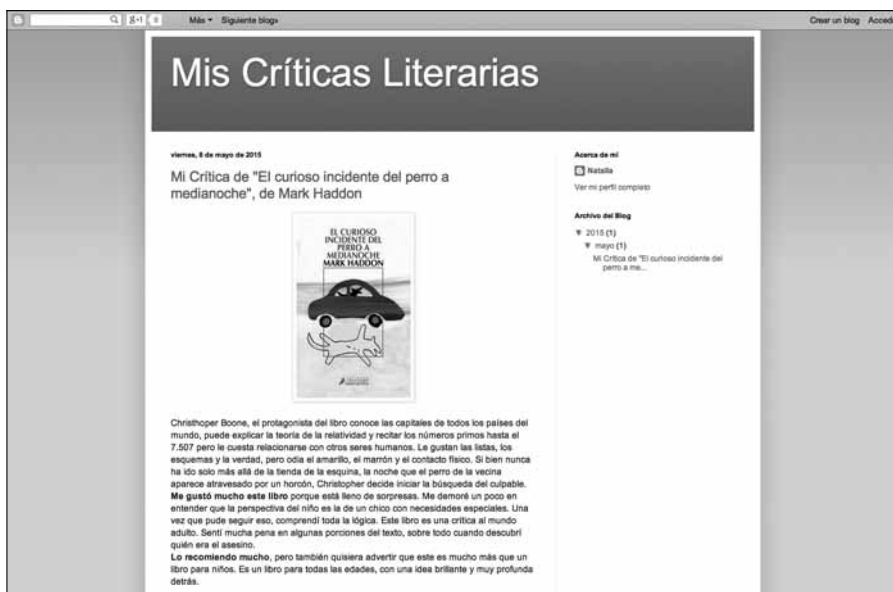 g+1
0
Más
Siguiente blog»
Crear un blog
Mis Críticas Literarias
viernes, 8 de mayo de 2015
Mi Crítica de "El curioso incidente del perro a
medianoche", de Mark Haddon
EL CURIOSO
INCIDENTE DEL
PERRO A
MEDIANOCHE
MARK HADDON
Christhoper Boone, el protagonista del libro conoce las capitales de todos los países del
mundo, puede explicar la teoría de la relatividad y recitar los números primos hasta el
7.507 pero le cuesta relacionarse con otros seres humanos. Le gustan las listas, los
esquemas y la verdad, pero odia el amarillo, el marrón y el contacto físico. Si bien nunca
ha ido solo más allá de la tienda de la esquina, la noche que el perro de la vecina
aparece atravesado por un horcón, Christopher decide iniciar la búsqueda del culpable.
Me gustó mucho este libro porque está lleno de sorpresas. Me demoré un poco en
entender que la perspectiva del niño es la de un chico con necesidades especiales. Una
vez que pude seguir eso, comprendí toda la lógica. Este libro es una crítica al mundo
adulto. Sentí mucha pena en algunas porciones del texto, sobre todo cuando descubrí
quién era el asesino.
Lo recomiendo mucho, pero también quisiera advertir que este es mucho más que un
libro para niños. Es un libro para todas las edades, con una idea brillante y muy profunda
detrás.
Acerca de mí
Natalia
Ver mi perfil completo
Archivo del Blog
▼ 2015 (1)
▼ mayo (1)
Mi Crítica de "El curioso incidente del
perro a me...